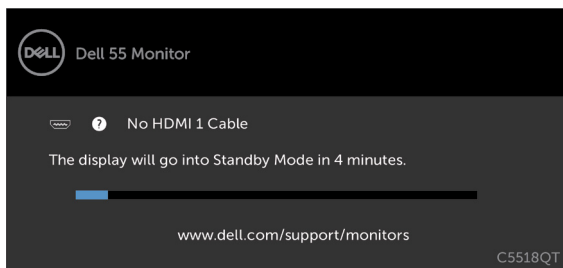 DELL Dell 55 Monitor
? No HDMI 1 Cable
The display will go into Standby Mode in 4 minutes.
www.dell.com/support/monitors
C5518QT